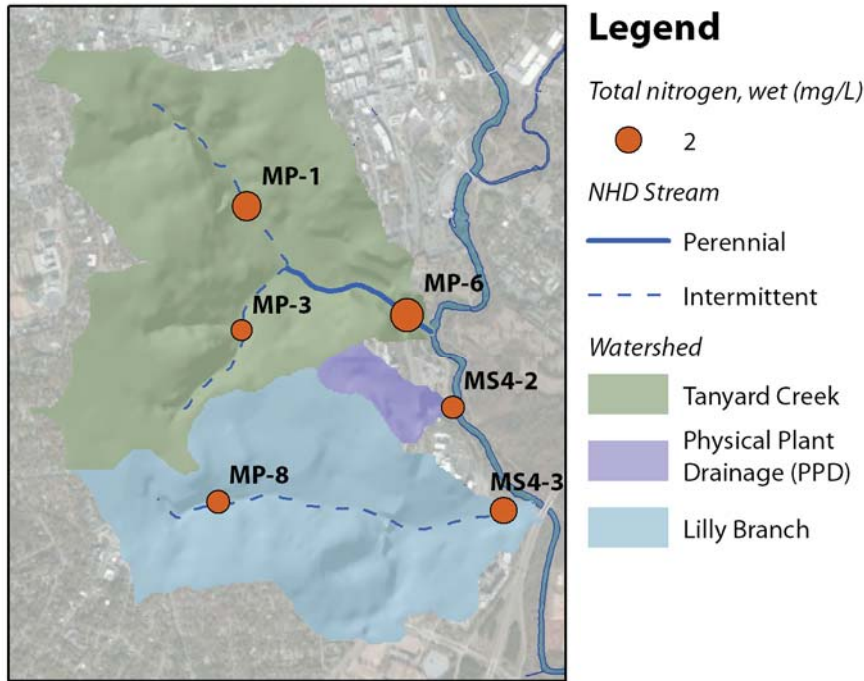 Legend
Total nitrogen, wet (mg/L)
2
NHD Stream
Perennial
Intermittent
Watershed
Tanyard Creek
Physical Plant
Drainage (PPD)
Lilly Branch
MP-1
MP-6
MP-3
MS4-2
MP-8
MS4-3